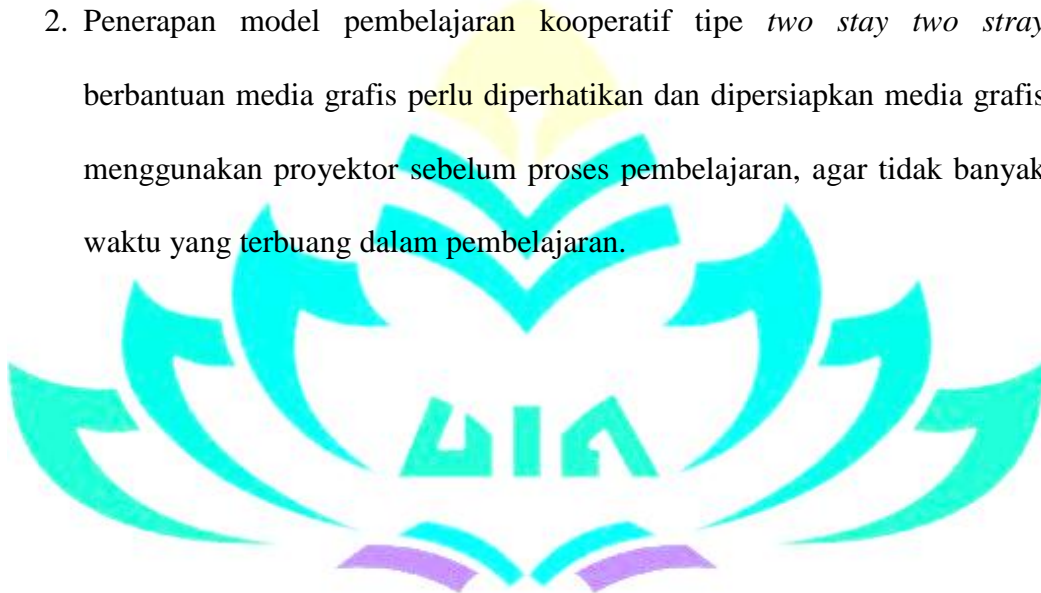 2. Penerapan model pembelajaran kooperatif tipe two stay two stray
berbantuan media grafis perlu diperhatikan dan dipersiapkan media grafis
menggunakan proyektor sebelum proses pembelajaran, agar tidak banyak
waktu yang terbuang dalam pembelajaran.
UIN